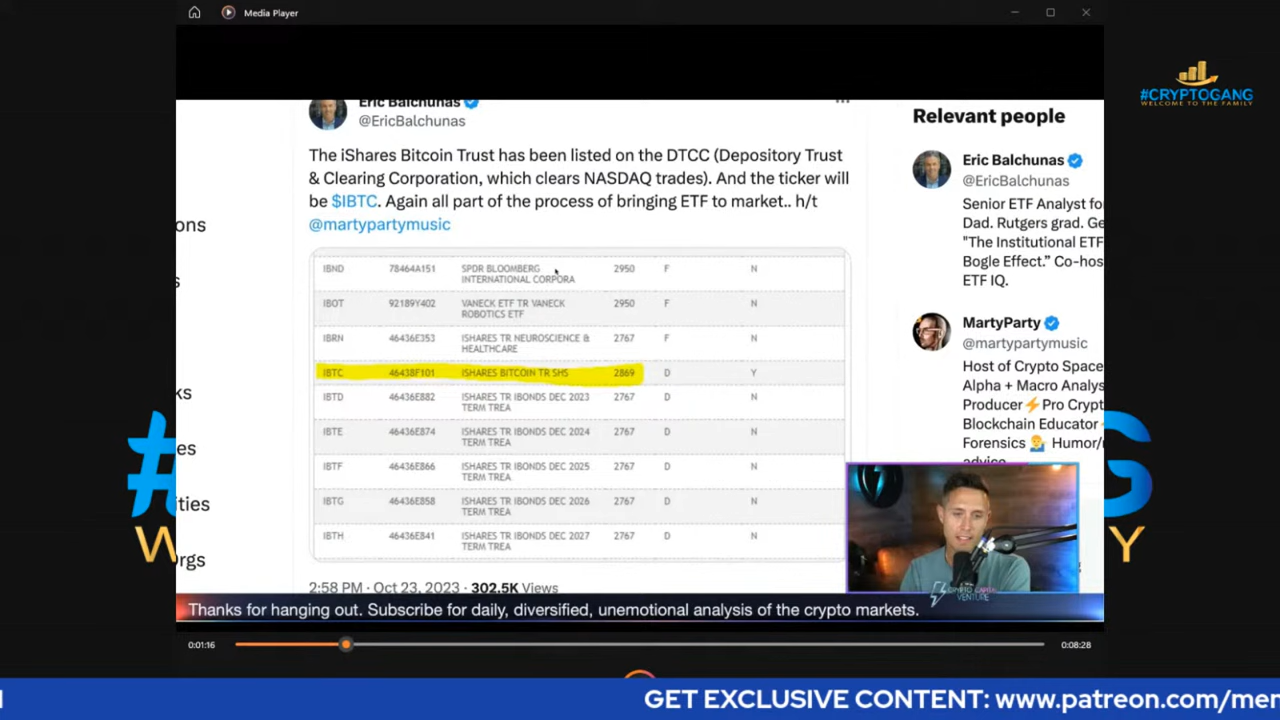 Media Player
#CRYPTOGANG
WELCOME TO THE FAMILY
Eric Balchunas
@EricBalchunas
The iShares Bitcoin Trust has been listed on the DTCC (Depository Trust
& Clearing Corporation, which clears NASDAQ trades). And the ticker will
be $IBTC. Again all part of the process of bringing ETF to market.. h/t
@martypartymusic
IBND 78464A151 SPDR BLOOMBERG INTERNATIONAL CORPORA 2950 F N
IBOT 92189Y402 VANECK ETF TR VANECK ROBOTICS ETF 2950 F N
IBRN 46436E353 ISHARES TR NEUROSCIENCE & HEALTHCARE 2767 F N
IBTC 46438F101 ISHARES BITCOIN TR SHS 2869 D Y
IBTD 46436E882 ISHARES TR IBONDS DEC 2023 TERM TREA 2767 D N
IBTE 46436E874 ISHARES TR IBONDS DEC 2024 TERM TREA 2767 D N
IBTF 46436E866 ISHARES TR IBONDS DEC 2025 TERM TREA 2767 D N
IBTG 46436E858 ISHARES TR IBONDS DEC 2026 TERM TREA 2767 D N
IBTH 46436E841 ISHARES TR IBONDS DEC 2027 TERM TREA 2767 D N
2:58 PM · Oct 23, 2023 · 302.5K Views
Relevant people
Eric Balchunas
@EricBalchunas
Senior ETF Analyst fo
Dad. Rutgers grad. Ge
"The Institutional ETF
Bogle Effect.” Co-hos
ETF IQ.
MartyParty
@martypartymusic
Host of Crypto Space
Alpha + Macro Analys
Producer⚡Pro Crypt
Blockchain Educator
Forensics Humor/
advice
ons
s
ks
es
ities
orgs
# G
W Y
VENTURE
Thanks for hanging out. Subscribe for daily, diversified, unemotional analysis of the crypto markets.
0:01:16
0:08:28
GET EXCLUSIVE CONTENT: www.patreon.com/mem